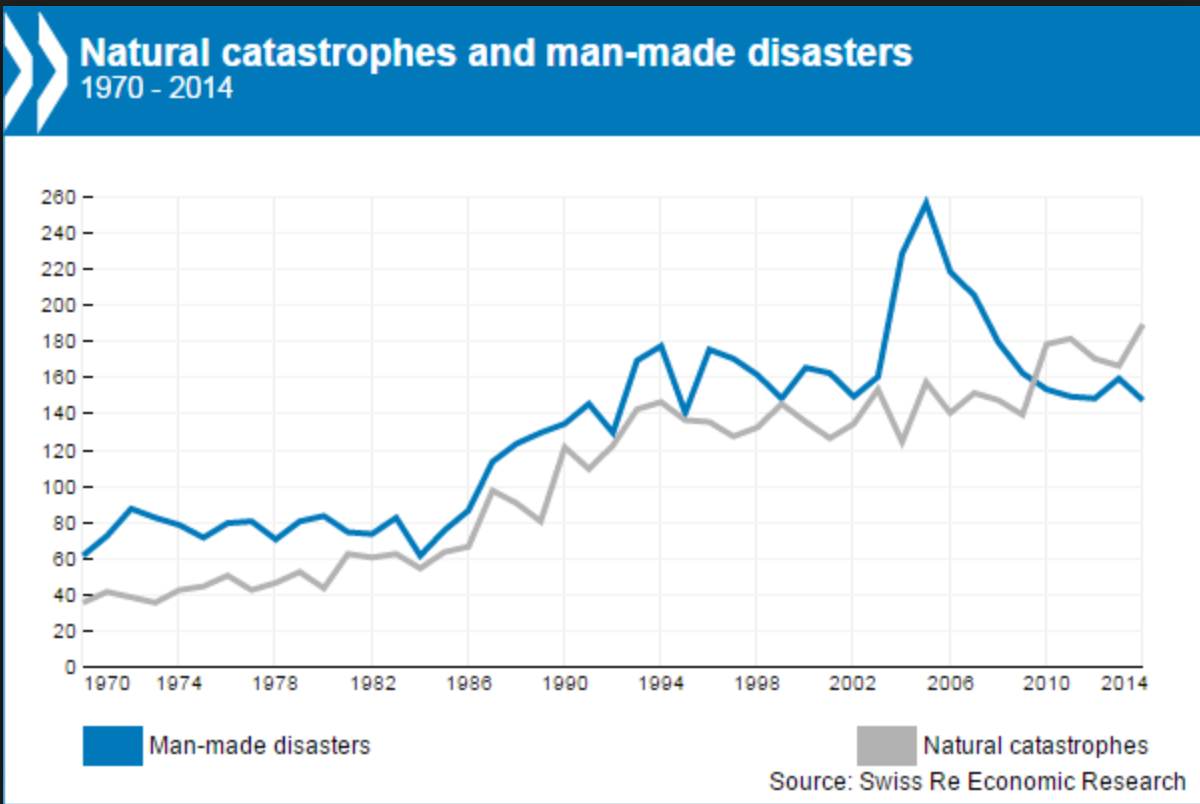 Natural catastrophes and man-made disasters
1970 - 2014
260
240
220
200
180
160
140
120
100
80
60
40
20
0
1970 1974 1978 1982 1986 1990 1994 1998 2002 2006 2010 2014
Man-made disasters Natural catastrophes
Source: Swiss Re Economic Research